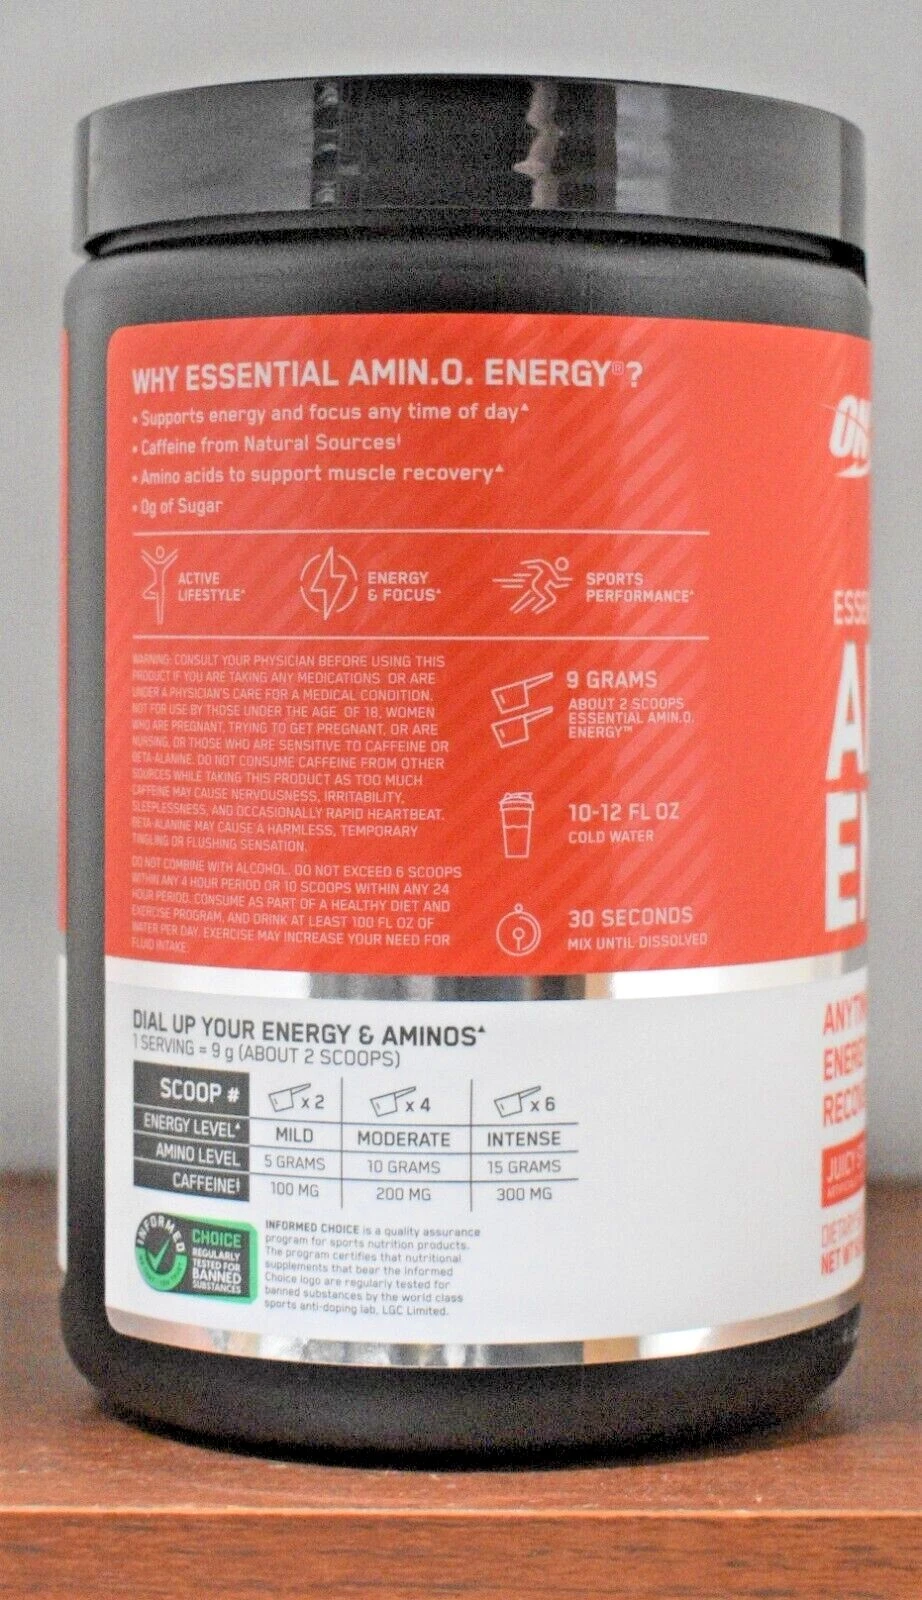 WHY ESSENTIAL AMIN.O. ENERGY®?
• Supports energy and focus any time of day▲
• Caffeine from Natural Sources‡
• Amino acids to support muscle recovery▲
• 0g of Sugar
ACTIVE
LIFESTYLE▲
ENERGY
& FOCUS▲
SPORTS
PERFORMANCE▲
WARNING: CONSULT YOUR PHYSICIAN BEFORE USING THIS
PRODUCT IF YOU ARE TAKING ANY MEDICATIONS OR ARE
UNDER A PHYSICIAN'S CARE FOR A MEDICAL CONDITION.
NOT FOR USE BY THOSE UNDER THE AGE OF 18, WOMEN
WHO ARE PREGNANT, TRYING TO GET PREGNANT, OR ARE
NURSING, OR THOSE WHO ARE SENSITIVE TO CAFFEINE OR
BETA-ALANINE. DO NOT CONSUME CAFFEINE FROM OTHER
SOURCES WHILE TAKING THIS PRODUCT AS TOO MUCH
CAFFEINE MAY CAUSE NERVOUSNESS, IRRITABILITY,
SLEEPLESSNESS, AND OCCASIONALLY RAPID HEARTBEAT.
BETA-ALANINE MAY CAUSE A HARMLESS, TEMPORARY
TINGLING OR FLUSHING SENSATION.
DO NOT COMBINE WITH ALCOHOL. DO NOT EXCEED 6 SCOOPS
WITHIN ANY 4 HOUR PERIOD OR 10 SCOOPS WITHIN ANY 24
HOUR PERIOD. CONSUME AS PART OF A HEALTHY DIET AND
EXERCISE PROGRAM, AND DRINK AT LEAST 100 FL OZ OF
WATER PER DAY. EXERCISE MAY INCREASE YOUR NEED FOR
FLUID INTAKE.
9 GRAMS
ABOUT 2 SCOOPS
ESSENTIAL AMIN.O.
ENERGY™
10-12 FL OZ
COLD WATER
30 SECONDS
MIX UNTIL DISSOLVED
DIAL UP YOUR ENERGY & AMINOS▲
1 SERVING = 9 g (ABOUT 2 SCOOPS)
SCOOP # x 2 x 4 x 6
ENERGY LEVEL▲ MILD MODERATE INTENSE
AMINO LEVEL 5 GRAMS 10 GRAMS 15 GRAMS
CAFFEINE‡ 100 MG 200 MG 300 MG
INFORMED
CHOICE
REGULARLY
TESTED FOR
BANNED
SUBSTANCES
INFORMED CHOICE is a quality assurance
program for sports nutrition products.
The program certifies that nutritional
supplements that bear the Informed
Choice logo are regularly tested for
banned substances by the world class
sports anti-doping lab, LGC Limited.
ON
ESSE
A
E
ANYTI
ENERG
RECO
JUICY S
DIETAR
NET W